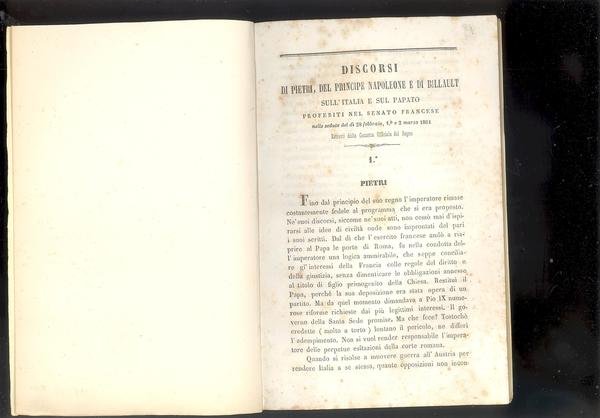 DISCORSI
DI PIETRI, DEL PRINCIPE NAPOLEONE E DI BILLAULT
SULL'ITALIA E SUL PAPATO
PROFERITI NEL SENATO FRANCESE
nelle sedute del dì 28 febbraio, 1.º e 2 marzo 1861
Estratti dalla Gazzetta Ufficiale del Regno
1.º
PIETRI
Fino dal principio del suo regno l'imperatore rimase
costantemente fedele al programma che si era proposto.
Ne' suoi discorsi, siccome ne' suoi atti, non cessò mai d'ispi-
rarsi alle idee di civiltà onde sono improntati del pari
i suoi scritti. Dal dì che l'esercito francese andò a ria-
prire al Papa le porte di Roma, fu nella condotta del-
l'imperatore una logica ammirabile, che seppe concilia-
re gl'interessi della Francia colle regole del diritto e
della giustizia, senza dimenticare le obbligazioni annesse
al titolo di figlio primogenito della Chiesa. Restituì il
Papa, perchè la sua deposizione era stata opera di un
partito. Ma da quel momento dimandava a Pio IX nume-
rose riforme richieste dai più legittimi interessi. Il go-
verno della Santa Sede promise. Ma che fece? Tostochè
credette (molto a torto) lontano il pericolo, ne differì
l'adempimento. Non si vuol rendere responsabile l'impera-
tore delle perpetue esitazioni della corte romana.
Quando si risolse a muovere guerra all'Austria per
rendere Italia a se stessa, quante opposizioni non incon-